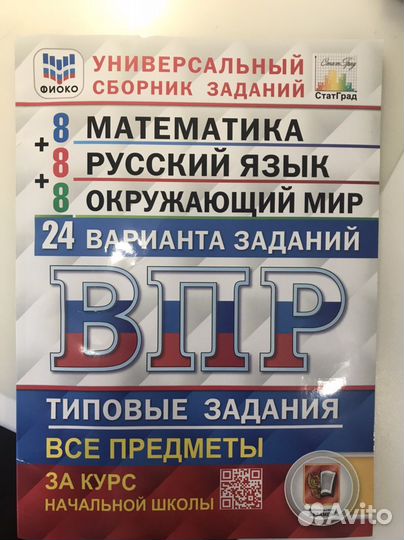 ФИОКО
УНИВЕРСАЛЬНЫЙ
СБОРНИК ЗАДАНИЙ
СтатГрад
СтатГрад
8 МАТЕМАТИКА
+8 РУССКИЙ ЯЗЫК
+8 ОКРУЖАЮЩИЙ МИР
24 ВАРИАНТА ЗАДАНИЙ
ВПР
ТИПОВЫЕ ЗАДАНИЯ
ВСЕ ПРЕДМЕТЫ
ЗА КУРС
НАЧАЛЬНОЙ ШКОЛЫ
Avito